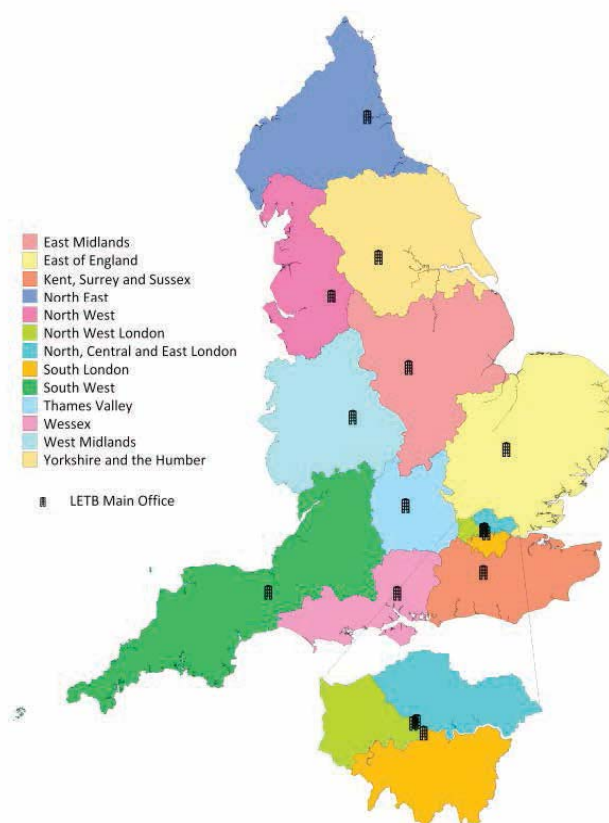 East Midlands
East of England
Kent, Surrey and Sussex
North East
North West
North West London
North, Central and East London
South London
South West
Thames Valley
Wessex
West Midlands
Yorkshire and the Humber
LETB Main Office